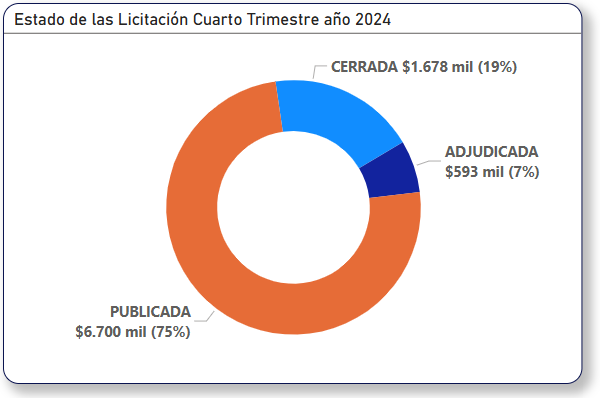 Estado de las Licitación Cuarto Trimestre año 2024
CERRADA $1.678 mil (19%)
ADJUDICADA
$593 mil (7%)
PUBLICADA
$6.700 mil (75%)